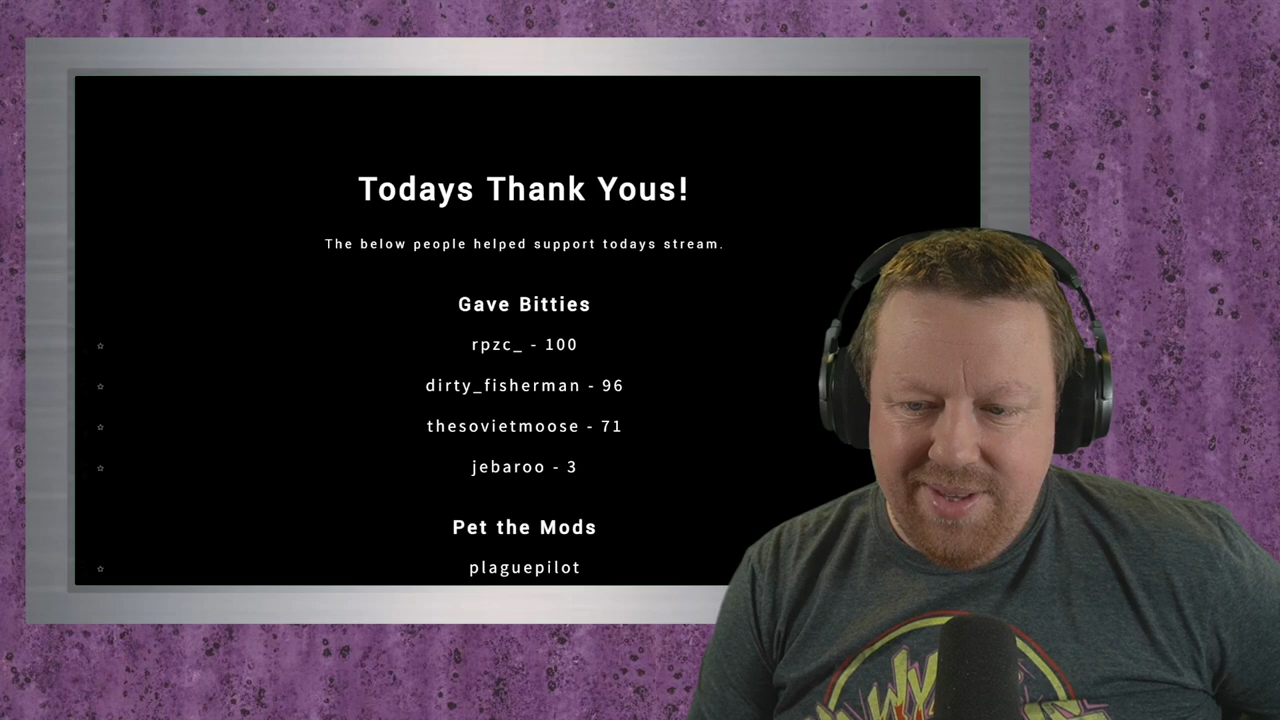 Todays Thank Yous!
The below people helped support todays stream.
Gave Bitties
rpzc_ - 100
dirty_fisherman - 96
thesovietmoose - 71
jebaroo - 3
Pet the Mods
plaguepilot